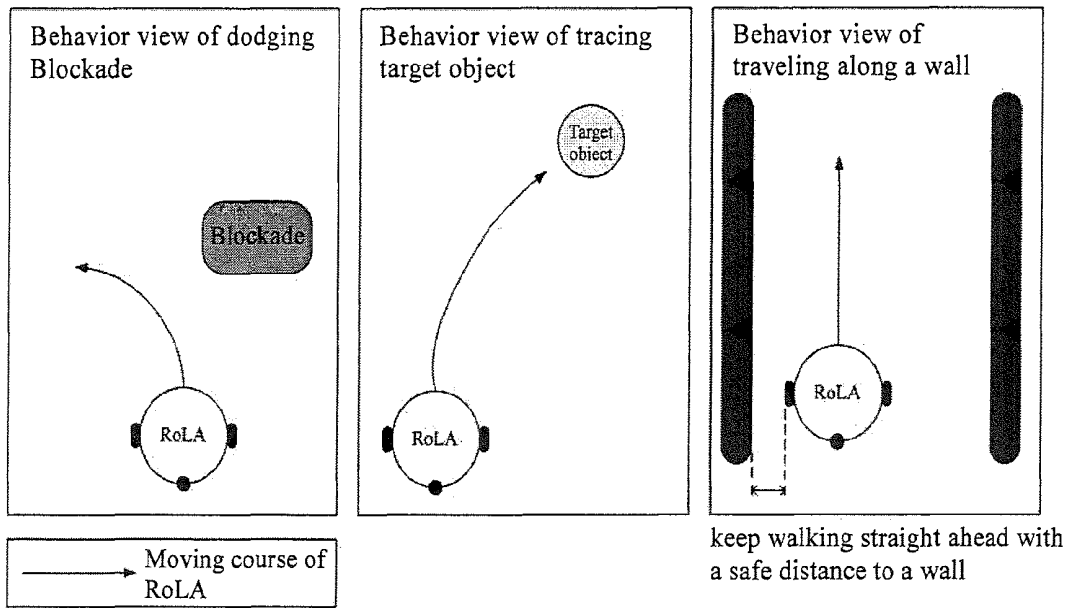 Behavior view of dodging
Blockade
Blockade
RoLA
Behavior view of tracing
target object
Target
object
RoLA
Behavior view of
traveling along a wall
RoLA
keep walking straight ahead with
a safe distance to a wall
Moving course of
RoLA